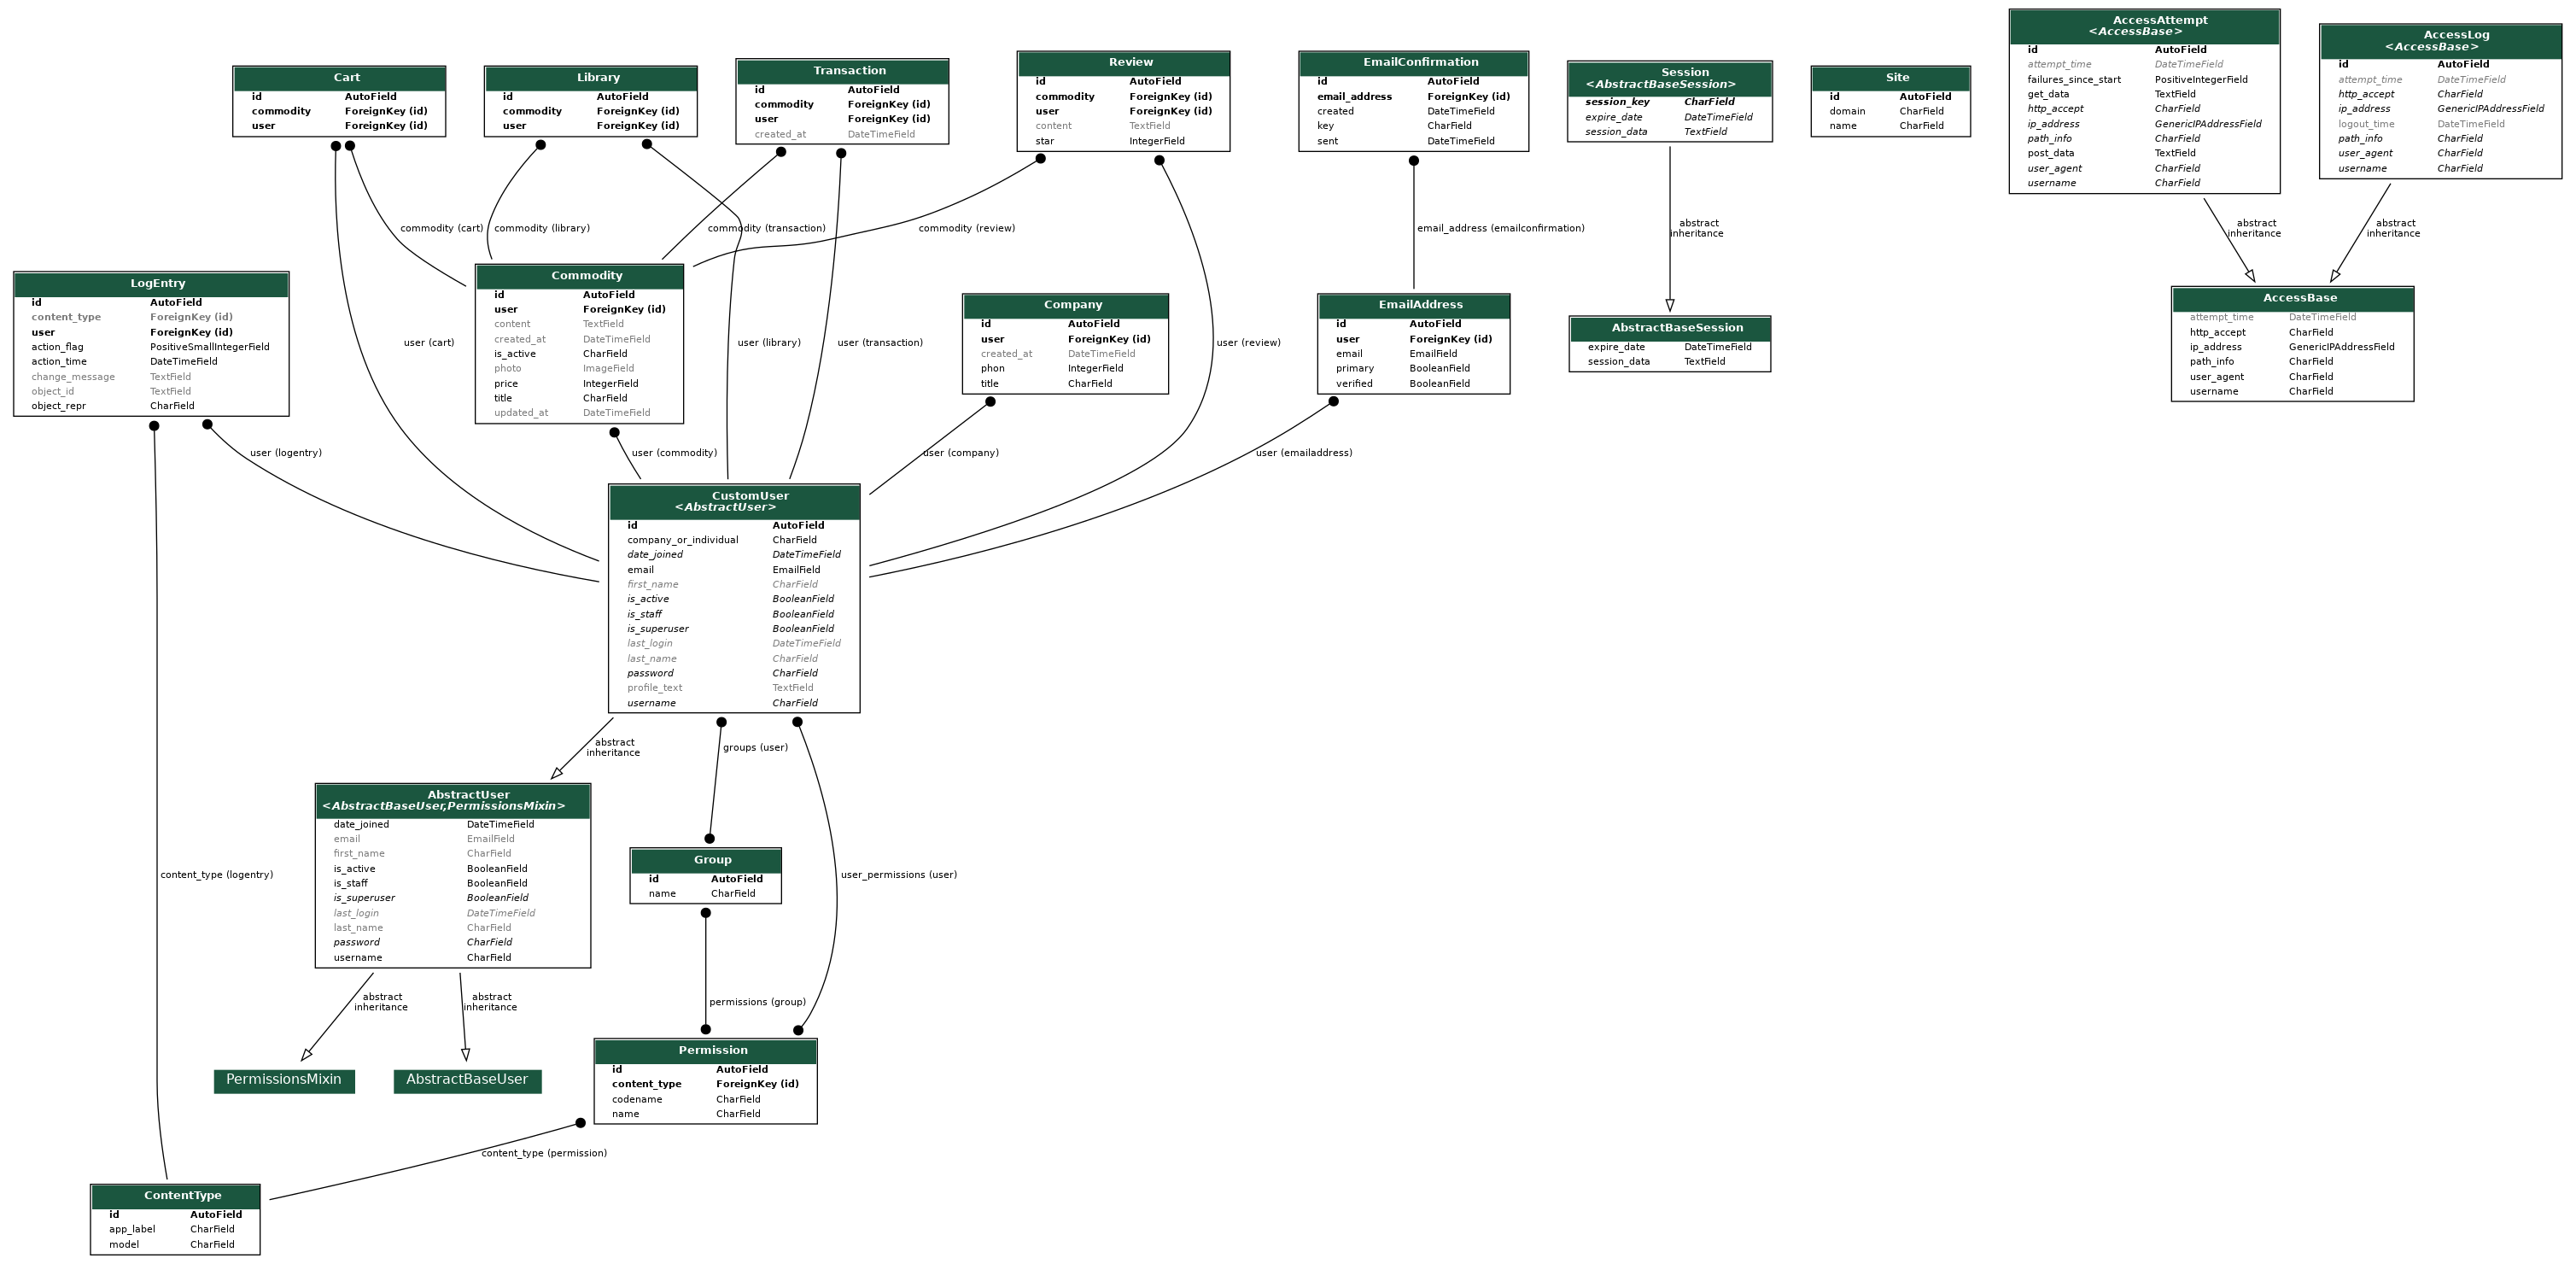 Cart
id AutoField
commodity ForeignKey (id)
user ForeignKey (id)
Library
id AutoField
commodity ForeignKey (id)
user ForeignKey (id)
Transaction
id AutoField
commodity ForeignKey (id)
user ForeignKey (id)
created_at DateTimeField
Review
id AutoField
commodity ForeignKey (id)
user ForeignKey (id)
content TextField
star IntegerField
EmailConfirmation
id AutoField
email_address ForeignKey (id)
created DateTimeField
key CharField
sent DateTimeField
Session
<AbstractBaseSession>
session_key CharField
expire_date DateTimeField
session_data TextField
Site
id AutoField
domain CharField
name CharField
AccessAttempt
<AccessBase>
id AutoField
attempt_time DateTimeField
failures_since_start PositiveIntegerField
get_data TextField
http_accept CharField
ip_address GenericIPAddressField
path_info CharField
post_data TextField
user_agent CharField
username CharField
AccessLog
<AccessBase>
id AutoField
attempt_time DateTimeField
http_accept CharField
ip_address GenericIPAddressField
logout_time DateTimeField
path_info CharField
user_agent CharField
username CharField
commodity (cart)
commodity (library)
commodity (transaction)
commodity (review)
email_address (emailconfirmation)
abstract
inheritance
abstract
inheritance
abstract
inheritance
LogEntry
id AutoField
content_type ForeignKey (id)
user ForeignKey (id)
action_flag PositiveSmallIntegerField
action_time DateTimeField
change_message TextField
object_id TextField
object_repr CharField
user (cart)
Commodity
id AutoField
user ForeignKey (id)
content TextField
created_at DateTimeField
is_active CharField
photo ImageField
price IntegerField
title CharField
updated_at DateTimeField
user (library)
user (transaction)
Company
id AutoField
user ForeignKey (id)
created_at DateTimeField
phon IntegerField
title CharField
user (review)
EmailAddress
id AutoField
user ForeignKey (id)
email EmailField
primary BooleanField
verified BooleanField
AbstractBaseSession
expire_date DateTimeField
session_data TextField
AccessBase
attempt_time DateTimeField
http_accept CharField
ip_address GenericIPAddressField
path_info CharField
user_agent CharField
username CharField
user (logentry)
user (commodity)
user (company)
user (emailaddress)
CustomUser
<AbstractUser>
id AutoField
company_or_individual CharField
date_joined DateTimeField
email EmailField
first_name CharField
is_active BooleanField
is_staff BooleanField
is_superuser BooleanField
last_login DateTimeField
last_name CharField
password CharField
profile_text TextField
username CharField
abstract
inheritance
groups (user)
AbstractUser
<AbstractBaseUser,PermissionsMixin>
date_joined DateTimeField
email EmailField
first_name CharField
is_active BooleanField
is_staff BooleanField
is_superuser BooleanField
last_login DateTimeField
last_name CharField
password CharField
username CharField
Group
id AutoField
name CharField
content_type (logentry)
user_permissions (user)
abstract
inheritance
abstract
inheritance
permissions (group)
PermissionsMixin
AbstractBaseUser
Permission
id AutoField
content_type ForeignKey (id)
codename CharField
name CharField
content_type (permission)
ContentType
id AutoField
app_label CharField
model CharField